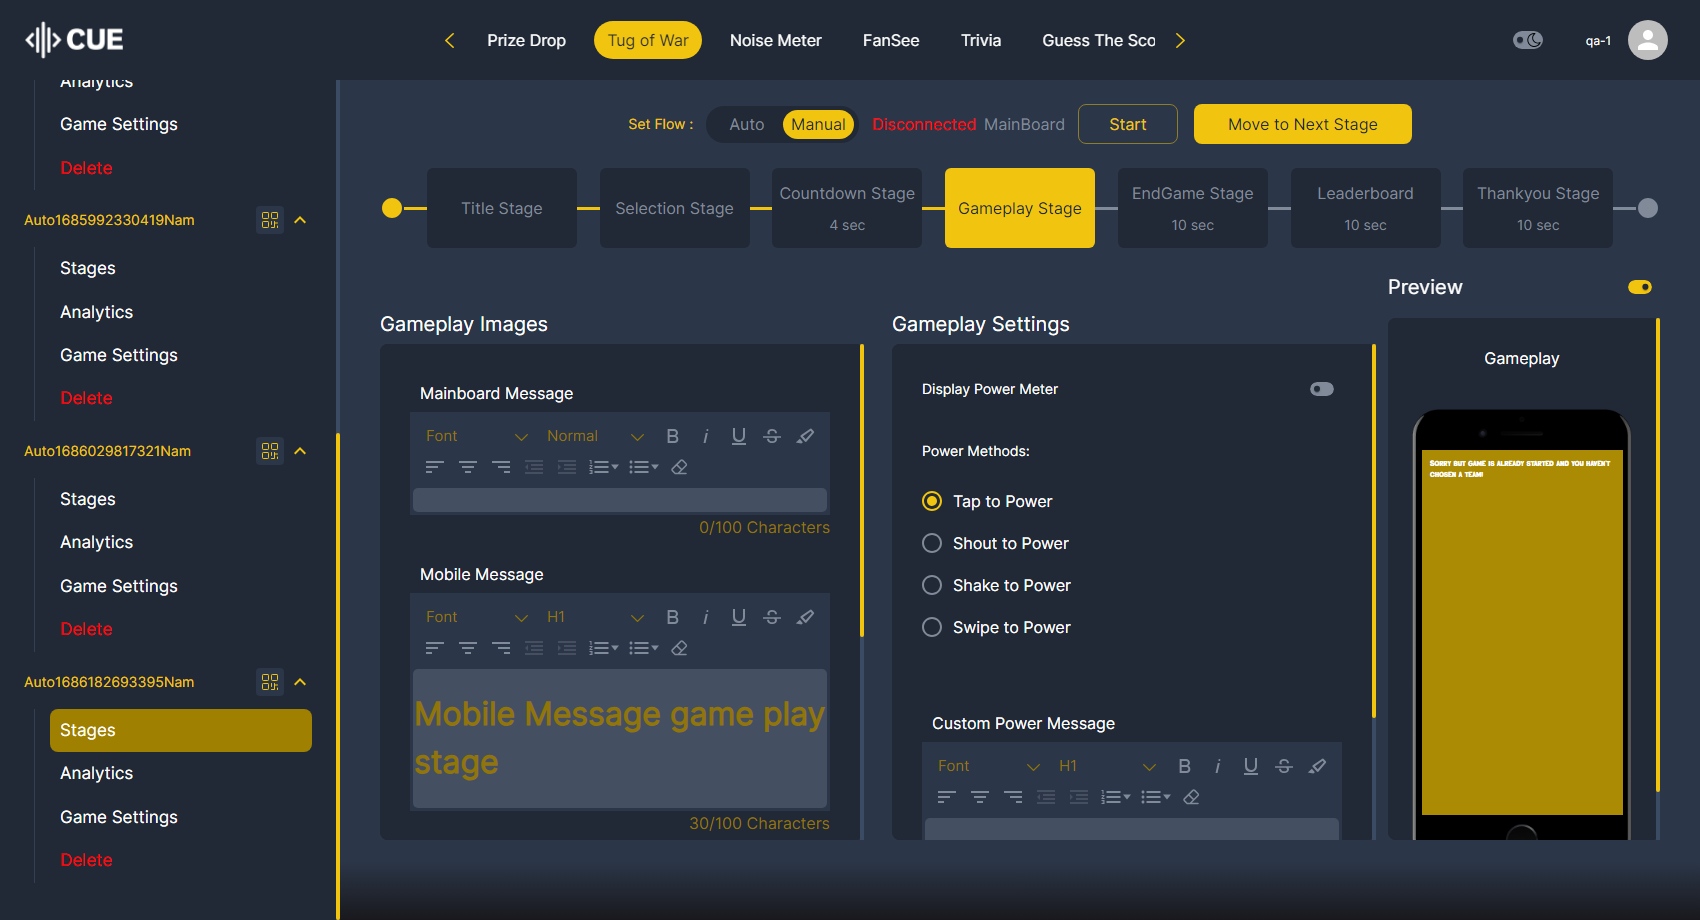 CUE
Prize Drop
Tug of War
Noise Meter
FanSee
Trivia
Guess The Sco
qa-1
Analytics
Game Settings
Delete
Auto1685992330419Nam
Stages
Analytics
Game Settings
Delete
Auto1686029817321Nam
Stages
Analytics
Game Settings
Delete
Auto1686182693395Nam
Stages
Analytics
Game Settings
Delete
Set Flow :
Auto
Manual
Disconnected MainBoard
Start
Move to Next Stage
Title Stage
Selection Stage
Countdown Stage
4 sec
Gameplay Stage
EndGame Stage
10 sec
Leaderboard
10 sec
Thankyou Stage
10 sec
Gameplay Images
Mainboard Message
Font
Normal
B i U S
0/100 Characters
Mobile Message
Font
H1
B i U S
Mobile Message game play
stage
30/100 Characters
Gameplay Settings
Display Power Meter
Power Methods:
Tap to Power
Shout to Power
Shake to Power
Swipe to Power
Custom Power Message
Font
H1
B i U S
Preview
Gameplay
Sorry but game is already started and you haven't
chosen a team!